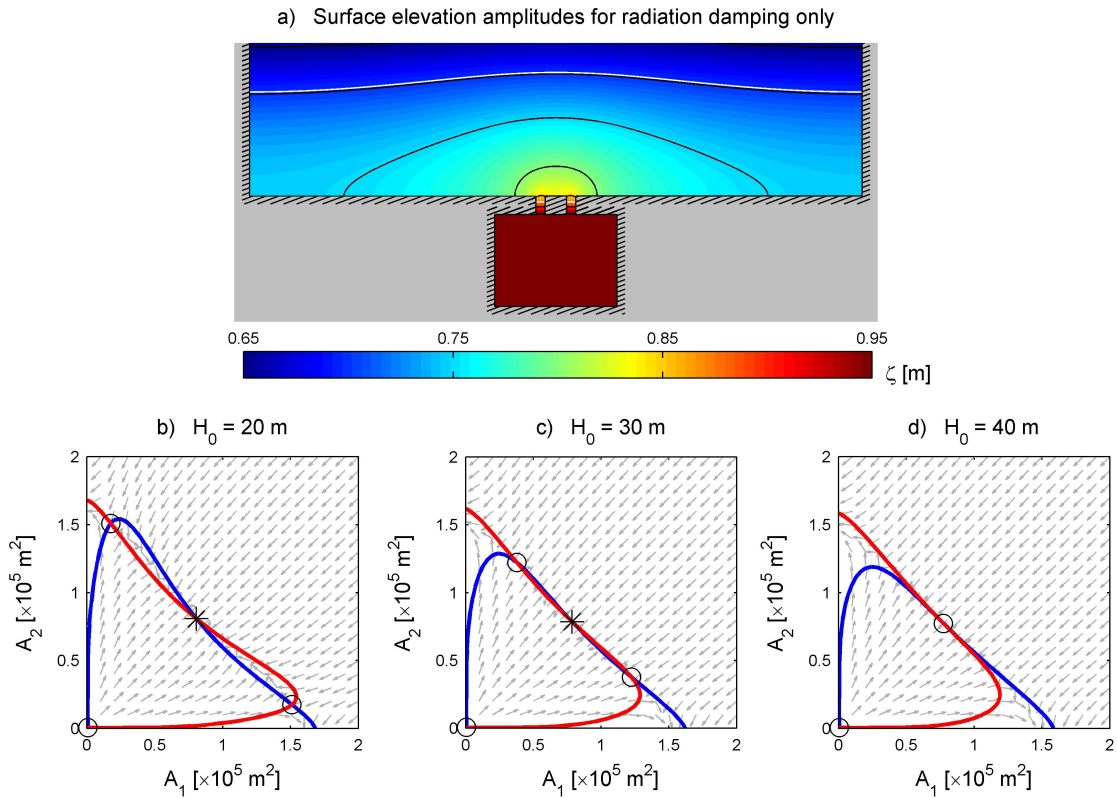 a) Surface elevation amplitudes for radiation damping only
0.65 0.75 0.85 0.95
ζ [m]
b) H₀ = 20 m
2
1.5
1
0.5
0
A₂ [×10⁵ m²]
0 0.5 1 1.5 2
A₁ [×10⁵ m²]
c) H₀ = 30 m
2
1.5
1
0.5
0
A₂ [×10⁵ m²]
0 0.5 1 1.5 2
A₁ [×10⁵ m²]
d) H₀ = 40 m
2
1.5
1
0.5
0
A₂ [×10⁵ m²]
0 0.5 1 1.5 2
A₁ [×10⁵ m²]